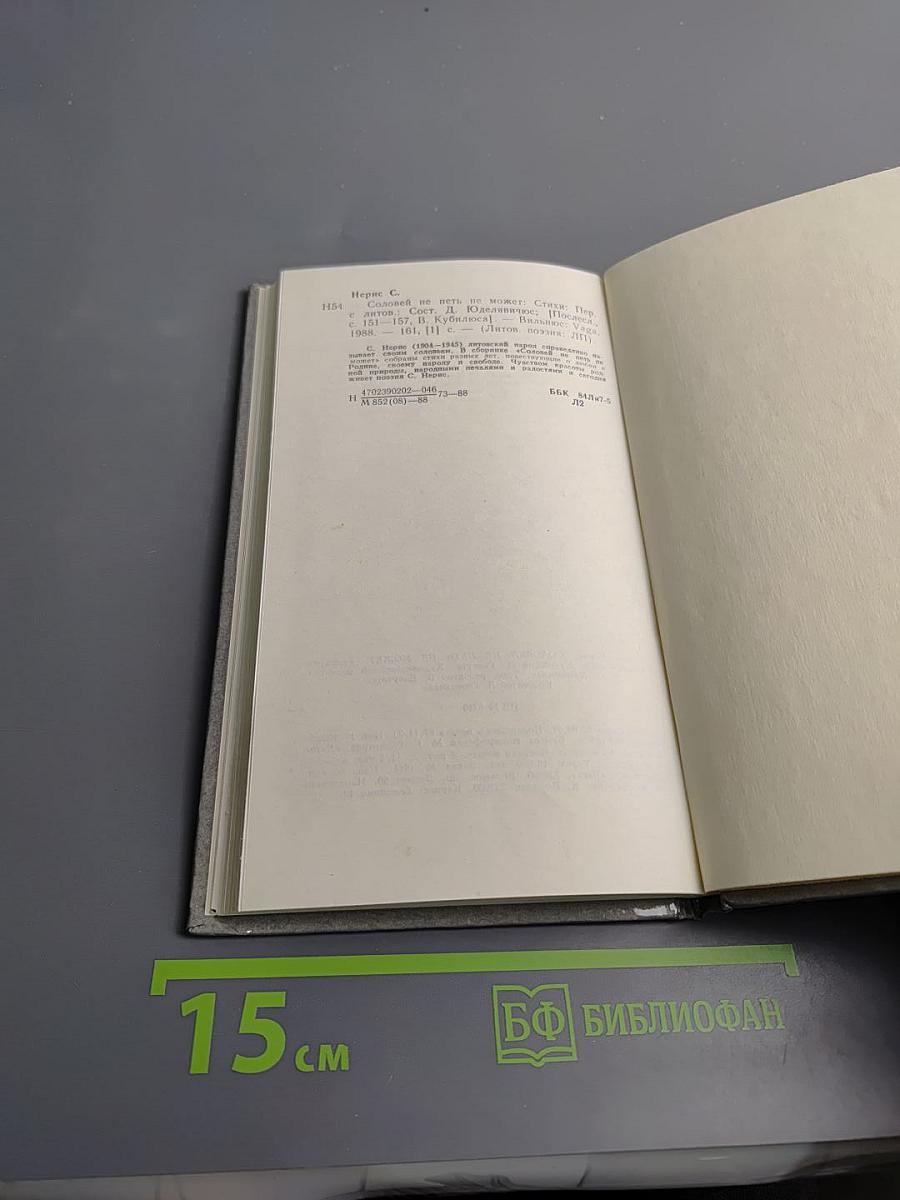 Нерис С.
Н54 Соловей не петь не может: Стихи: Пер.
с литов.; Сост. Д. Юделявичюс; [Послесл.,
с. 151—157, В. Кубилюса]. — Вильнюс: Vaga,
1988. — 161, [1] с. — (Литов. поэзия: ЛП)
С. Нерис (1904—1945) литовский народ справедливо на-
зывает своим соловьем. В сборнике «Соловей не петь не
может» собраны стихи разных лет, повествующие о любви к
Родине, своему народу и свободе. Чувством красоты род-
ной природы, народными печалями и радостями и сегодня
живет поэзия С. Нерис.
Н 4702390202—046 73—88 ББК 84Ли7-5
М 852(08)—88 Л2
15 см БФ БИБЛИОФАН